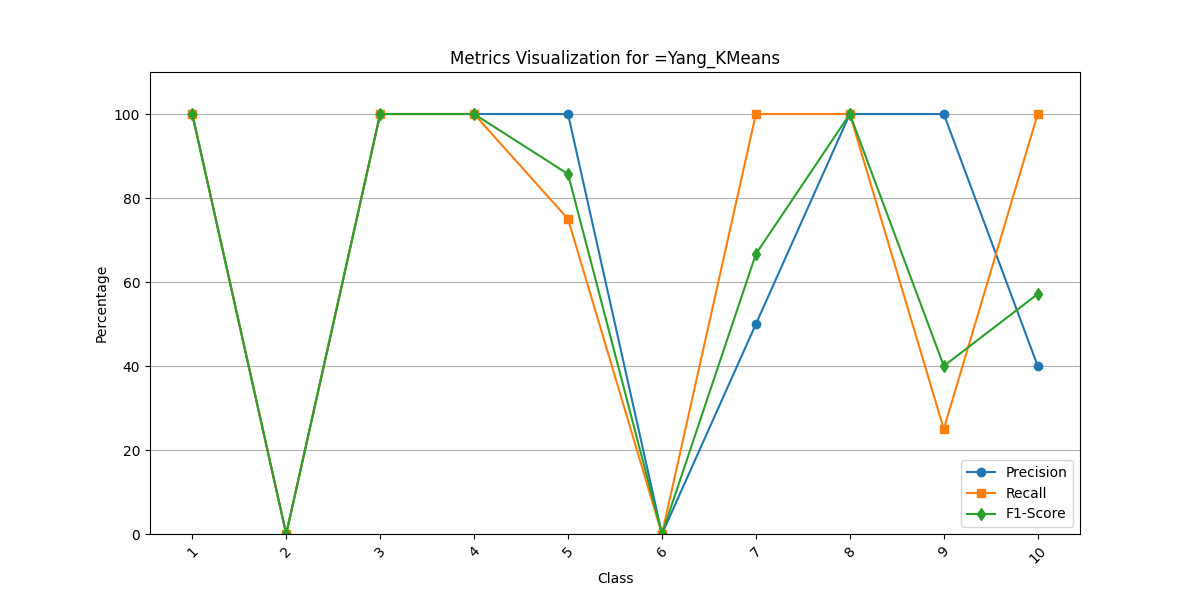 Metrics Visualization for =Yang_KMeans
Percentage
100
80
60
40
20
0
Precision
Recall
F1-Score
1 2 3 4 5 6 7 8 9 10
Class